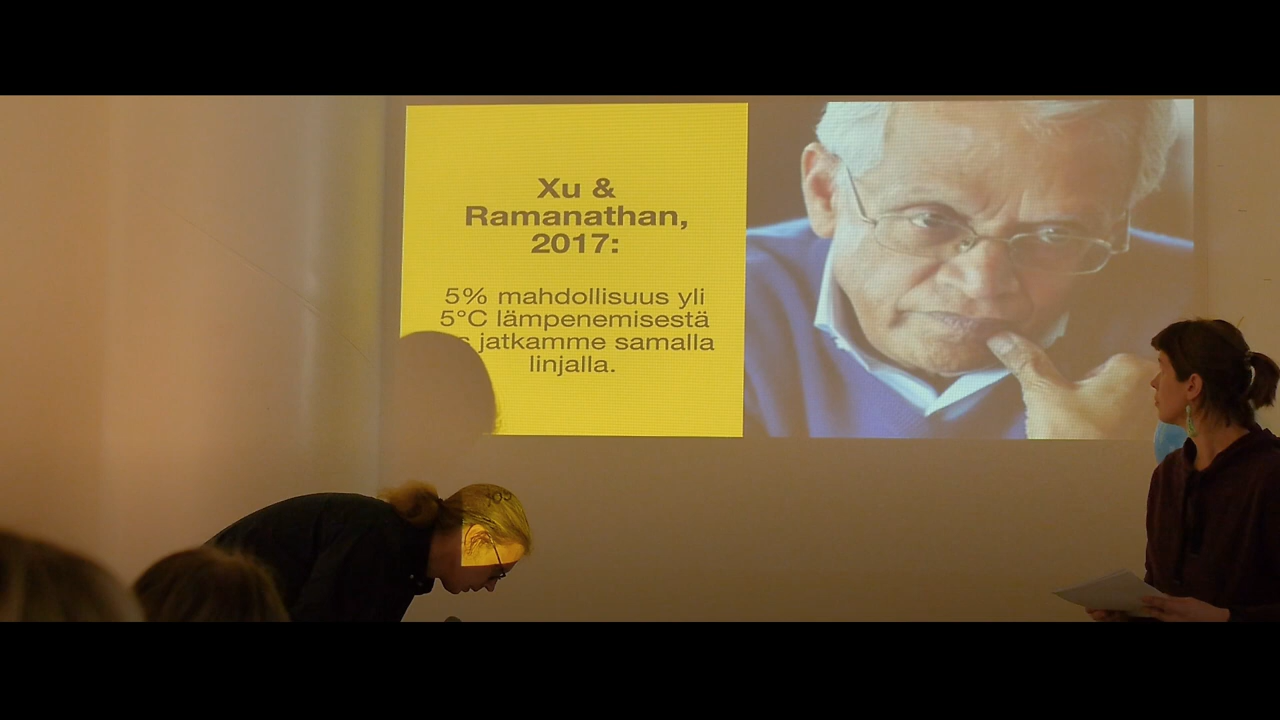 Xu &
Ramanathan,
2017:
5% mahdollisuus yli
5°C lämpenemisestä
jatkamme samalla
linjalla.